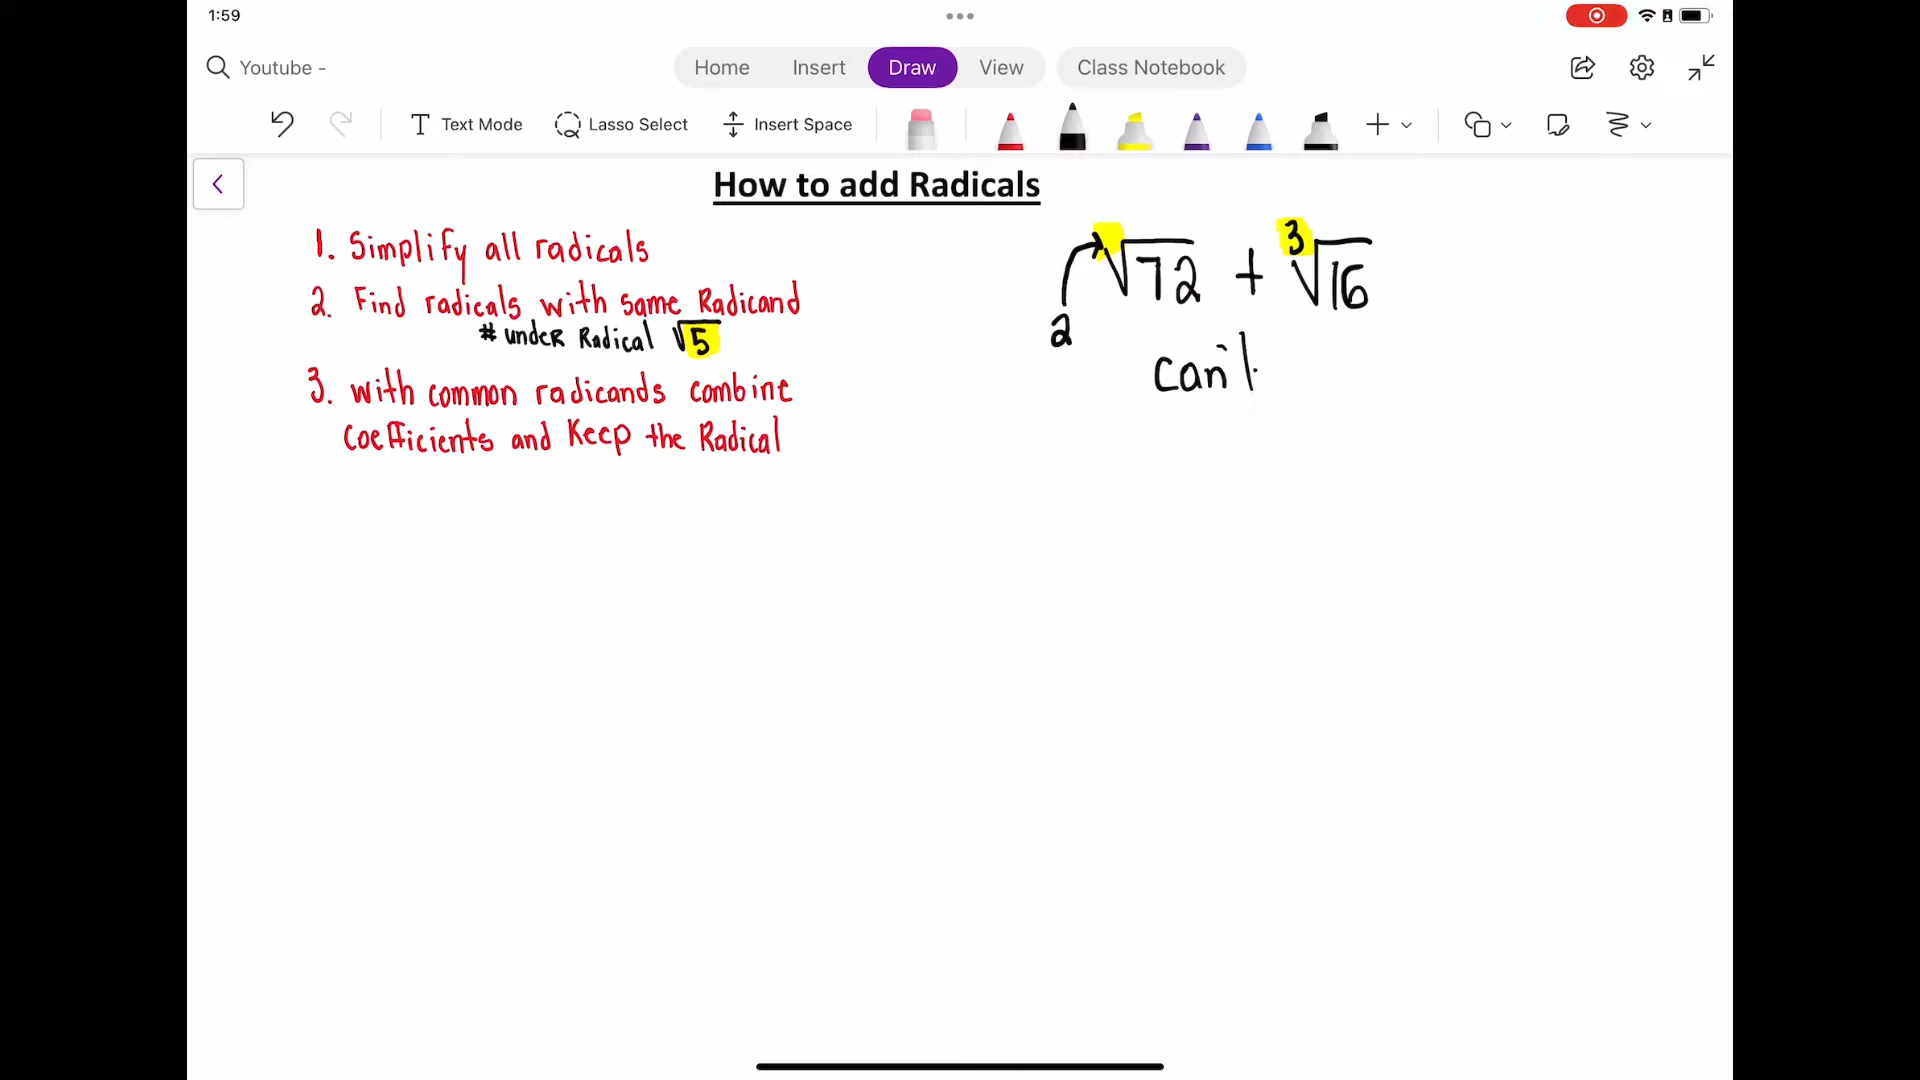 1:59
Youtube -
Home Insert Draw View Class Notebook
Text Mode Lasso Select Insert Space
How to add Radicals
1. Simplify all radicals
2. Find radicals with same Radicand
# under Radical √5
3. with common radicands combine
coefficients and Keep the Radical
√72 + ³√16
2
can't